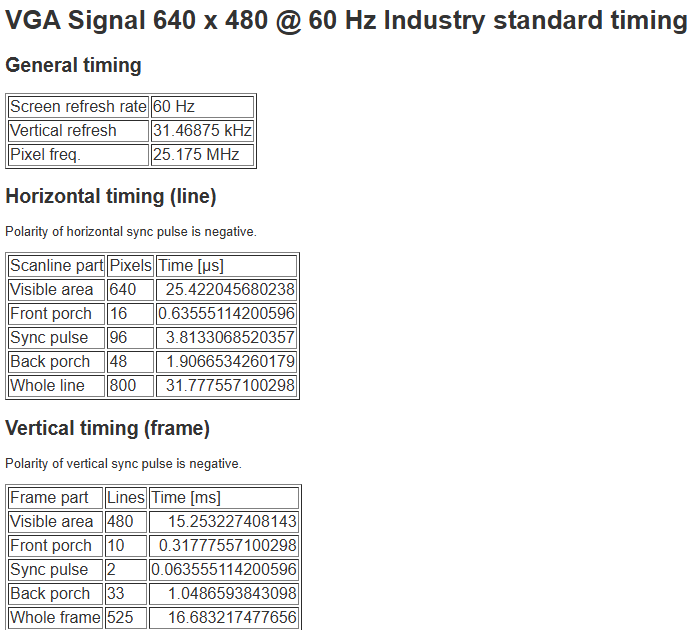 VGA Signal 640 x 480 @ 60 Hz Industry standard timing
General timing
Screen refresh rate 60 Hz
Vertical refresh 31.46875 kHz
Pixel freq. 25.175 MHz
Horizontal timing (line)
Polarity of horizontal sync pulse is negative.
Scanline part Pixels Time [µs]
Visible area 640 25.422045680238
Front porch 16 0.63555114200596
Sync pulse 96 3.8133068520357
Back porch 48 1.9066534260179
Whole line 800 31.777557100298
Vertical timing (frame)
Polarity of vertical sync pulse is negative.
Frame part Lines Time [ms]
Visible area 480 15.253227408143
Front porch 10 0.31777557100298
Sync pulse 2 0.063555114200596
Back porch 33 1.0486593843098
Whole frame 525 16.683217477656